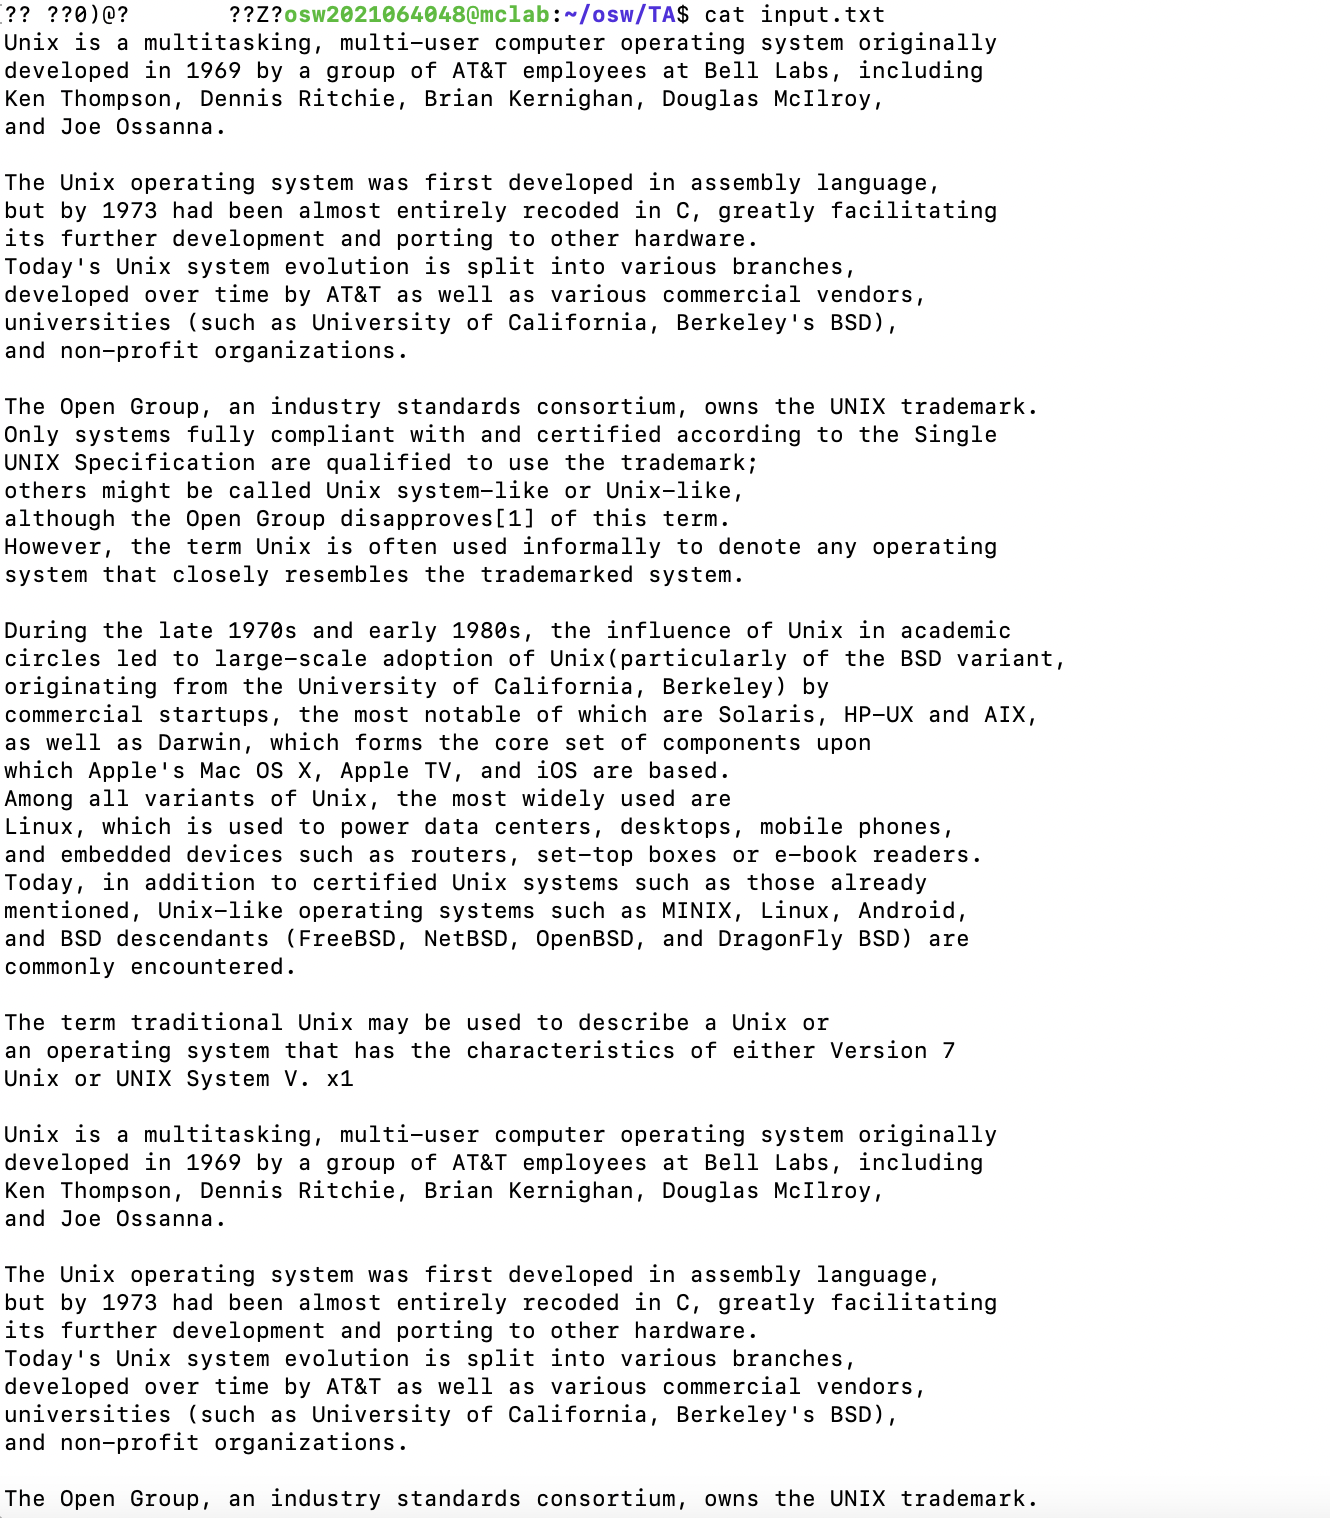 ?? ??0)@?       ??Z?osw2021064048@mclab:~/osw/TA$ cat input.txt
Unix is a multitasking, multi-user computer operating system originally
developed in 1969 by a group of AT&T employees at Bell Labs, including
Ken Thompson, Dennis Ritchie, Brian Kernighan, Douglas McIlroy,
and Joe Ossanna.

The Unix operating system was first developed in assembly language,
but by 1973 had been almost entirely recoded in C, greatly facilitating
its further development and porting to other hardware.
Today's Unix system evolution is split into various branches,
developed over time by AT&T as well as various commercial vendors,
universities (such as University of California, Berkeley's BSD),
and non-profit organizations.

The Open Group, an industry standards consortium, owns the UNIX trademark.
Only systems fully compliant with and certified according to the Single
UNIX Specification are qualified to use the trademark;
others might be called Unix system-like or Unix-like,
although the Open Group disapproves[1] of this term.
However, the term Unix is often used informally to denote any operating
system that closely resembles the trademarked system.

During the late 1970s and early 1980s, the influence of Unix in academic
circles led to large-scale adoption of Unix(particularly of the BSD variant,
originating from the University of California, Berkeley) by
commercial startups, the most notable of which are Solaris, HP-UX and AIX,
as well as Darwin, which forms the core set of components upon
which Apple's Mac OS X, Apple TV, and iOS are based.
Among all variants of Unix, the most widely used are
Linux, which is used to power data centers, desktops, mobile phones,
and embedded devices such as routers, set-top boxes or e-book readers.
Today, in addition to certified Unix systems such as those already
mentioned, Unix-like operating systems such as MINIX, Linux, Android,
and BSD descendants (FreeBSD, NetBSD, OpenBSD, and DragonFly BSD) are
commonly encountered.

The term traditional Unix may be used to describe a Unix or
an operating system that has the characteristics of either Version 7
Unix or UNIX System V. x1

Unix is a multitasking, multi-user computer operating system originally
developed in 1969 by a group of AT&T employees at Bell Labs, including
Ken Thompson, Dennis Ritchie, Brian Kernighan, Douglas McIlroy,
and Joe Ossanna.

The Unix operating system was first developed in assembly language,
but by 1973 had been almost entirely recoded in C, greatly facilitating
its further development and porting to other hardware.
Today's Unix system evolution is split into various branches,
developed over time by AT&T as well as various commercial vendors,
universities (such as University of California, Berkeley's BSD),
and non-profit organizations.

The Open Group, an industry standards consortium, owns the UNIX trademark.